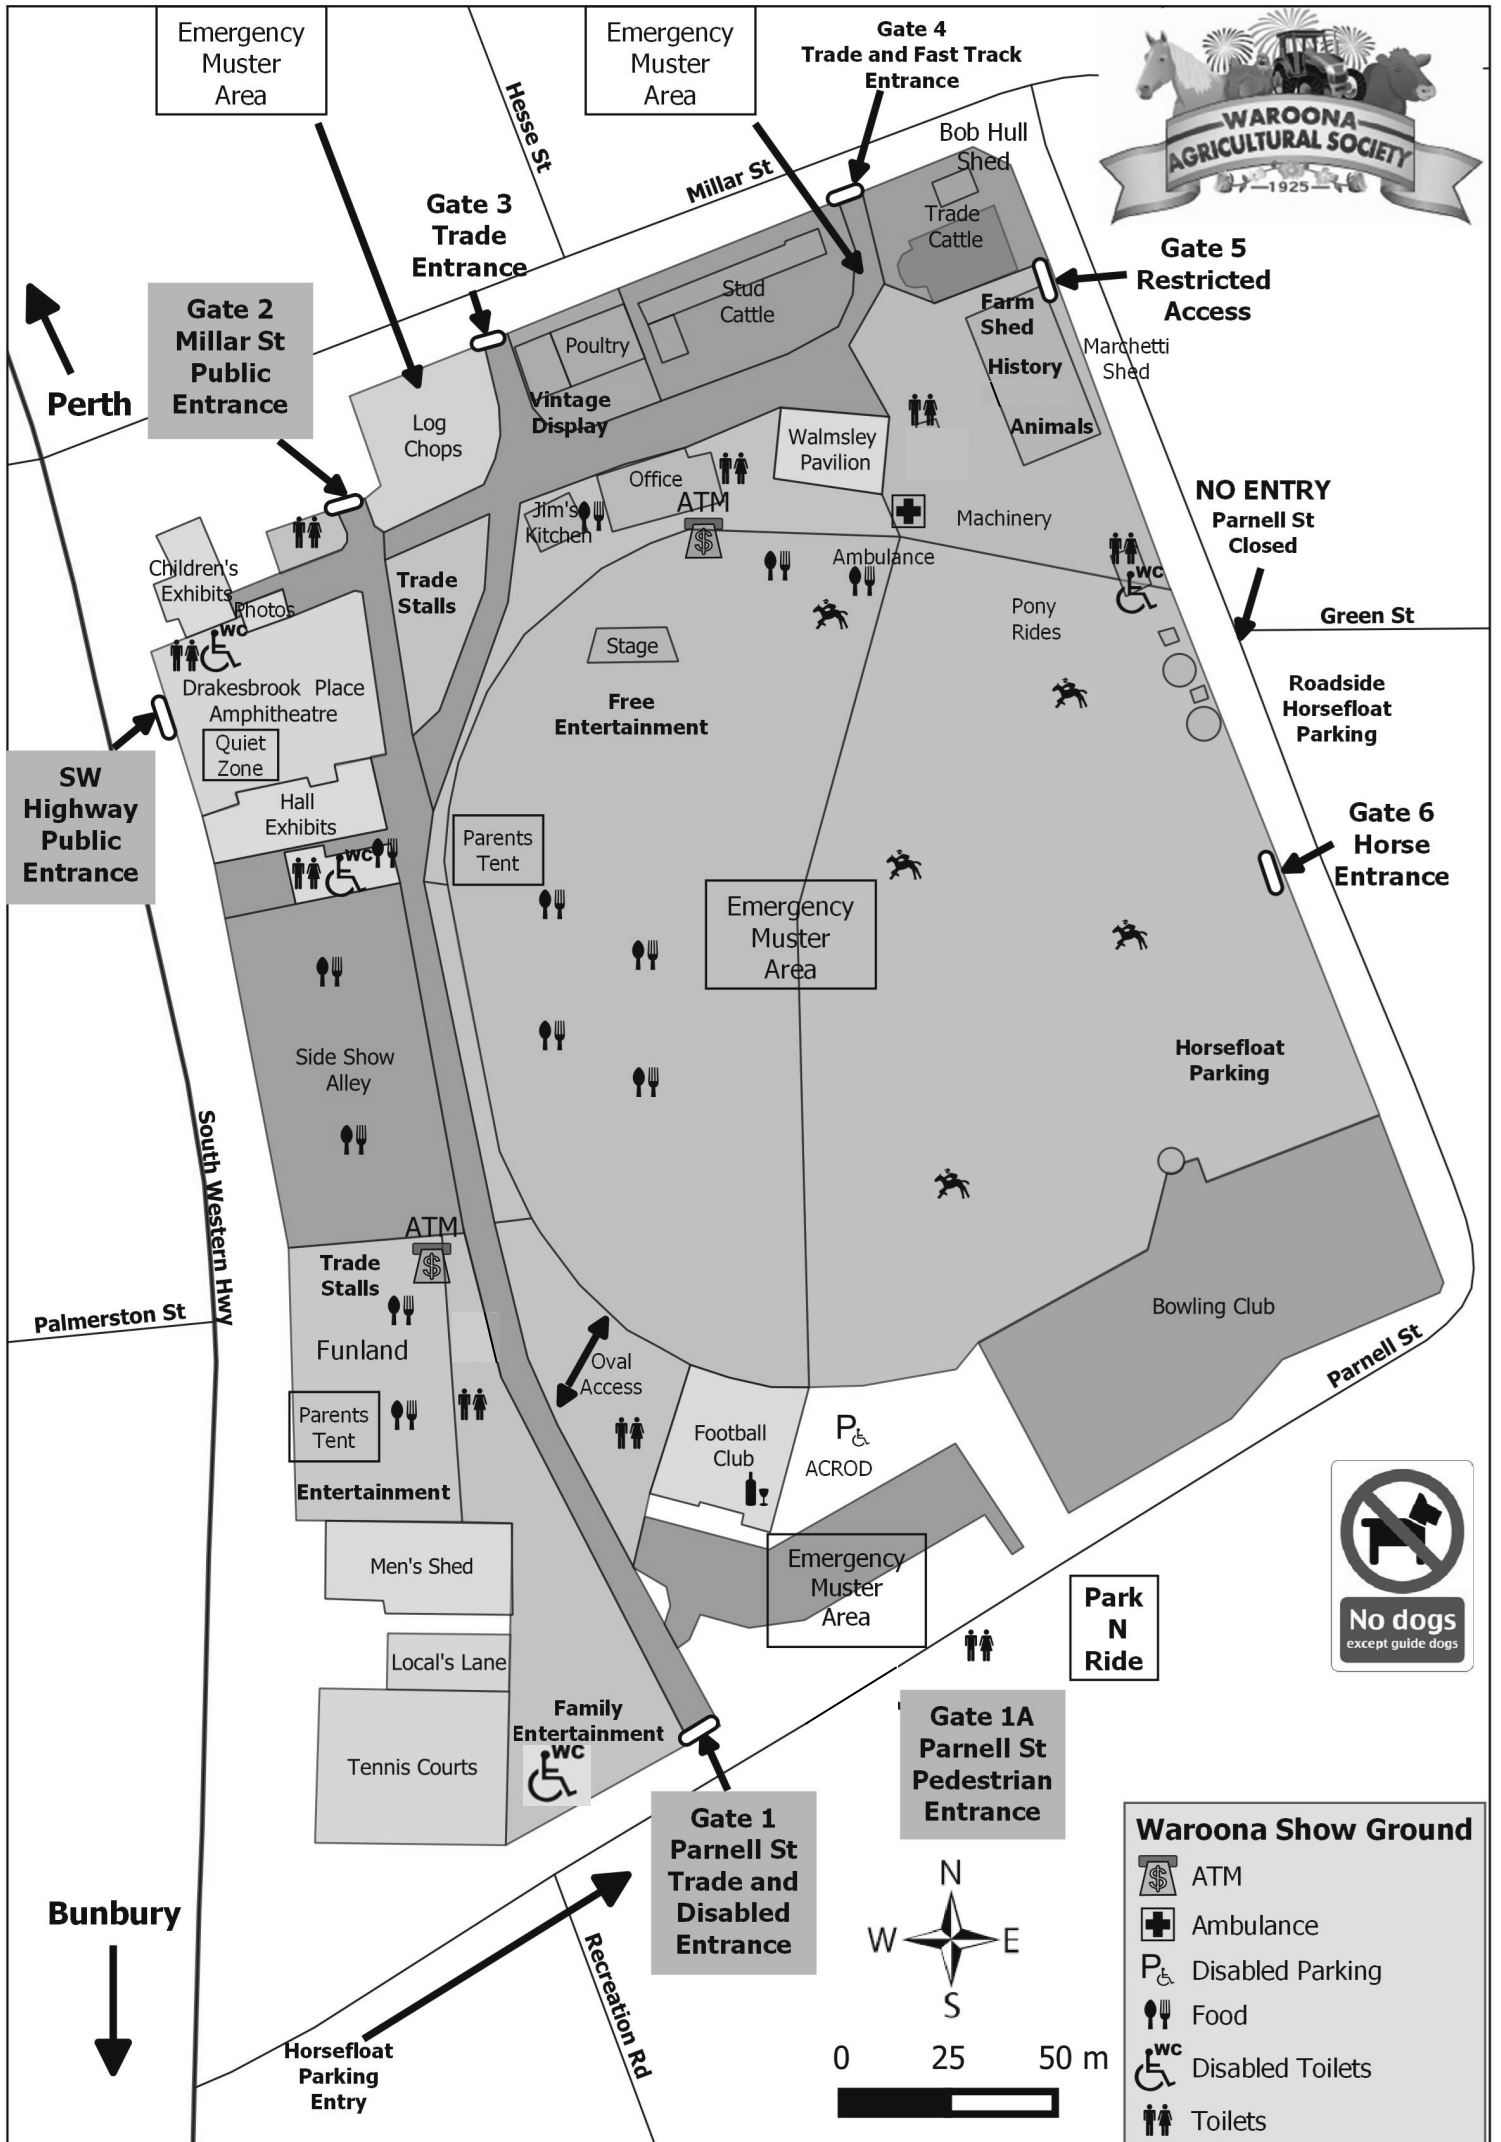 Emergency
Muster
Area
Emergency
Muster
Area
Gate 4
Trade and Fast Track
Entrance
WAROONA
AGRICULTURAL SOCIETY
1925
Hesse St
Millar St
Bob Hull
Shed
Gate 3
Trade
Entrance
Trade
Cattle
Gate 5
Restricted
Access
Gate 2
Millar St
Public
Entrance
Perth
Stud
Cattle
Farm
Shed
Poultry
History
Marchetti
Shed
Vintage
Display
Log
Chops
Animals
Walmsley
Pavilion
Office
ATM
$
Jim's
Kitchen
Machinery
Ambulance
NO ENTRY
Parnell St
Closed
Children's
Exhibits
Photos
Trade
Stalls
WC
Pony
Rides
Green St
WC
Stage
Drakesbrook Place
Amphitheatre
Free
Entertainment
Roadside
Horsefloat
Parking
Quiet
Zone
SW
Highway
Public
Entrance
Hall
Exhibits
Parents
Tent
Gate 6
Horse
Entrance
WC
Emergency
Muster
Area
Side Show
Alley
Horsefloat
Parking
South Western Hwy
ATM
$
Trade
Stalls
Palmerston St
Funland
Oval
Access
Bowling Club
Parnell St
Parents
Tent
Football
Club
P
ACROD
Entertainment
Men's Shed
Emergency
Muster
Area
Park
N
Ride
No dogs
except guide dogs
Local's Lane
Family
Entertainment
WC
Tennis Courts
Gate 1A
Parnell St
Pedestrian
Entrance
Gate 1
Parnell St
Trade and
Disabled
Entrance
Bunbury
Recreation Rd
Horsefloat
Parking
Entry
N
W E
S
0 25 50 m
Waroona Show Ground
$ ATM
Ambulance
P Disabled Parking
Food
WC Disabled Toilets
Toilets